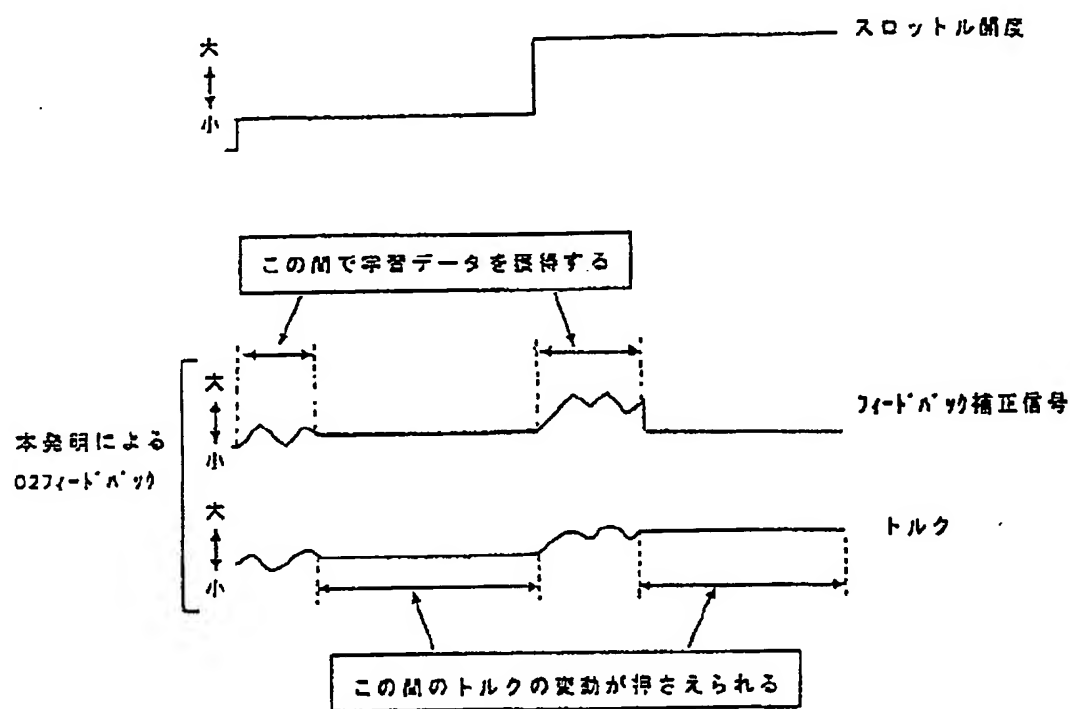 スロットル開度
大
小
この間で学習データを獲得する
大
小
フィードバック補正信号
本発明による
O2フィードバック
大
小
トルク
この間のトルクの変動が押さえられる